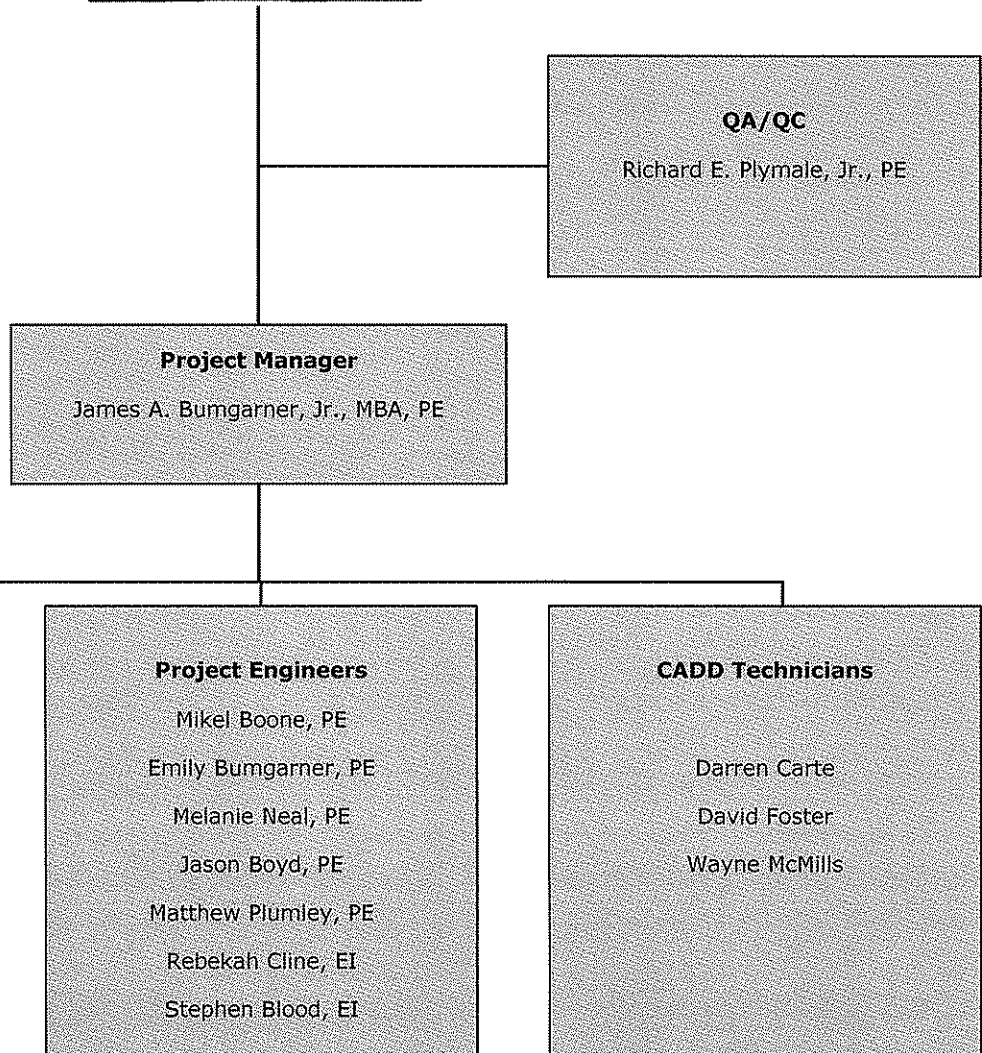 QA/QC
Richard E. Plymale, Jr., PE
Project Manager
James A. Bumgarner, Jr., MBA, PE
Project Engineers
Mikel Boone, PE
Emily Bumgarner, PE
Melanie Neal, PE
Jason Boyd, PE
Matthew Plumley, PE
Rebekah Cline, EI
Stephen Blood, EI
CADD Technicians
Darren Carte
David Foster
Wayne McMills